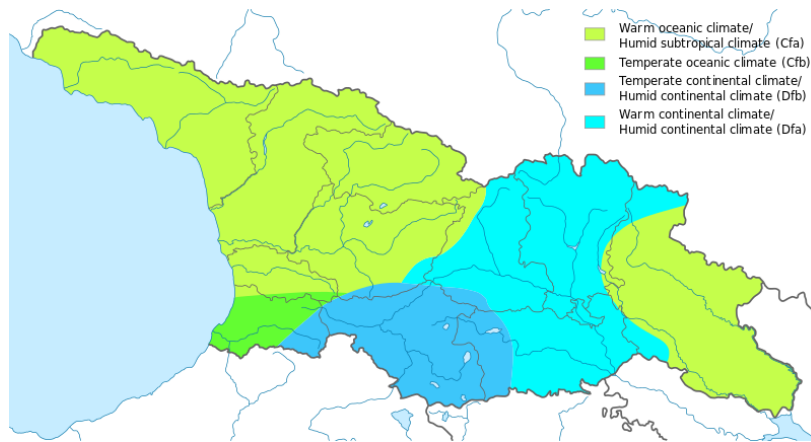 Warm oceanic climate/
Humid subtropical climate (Cfa)
Temperate oceanic climate (Cfb)
Temperate continental climate/
Humid continental climate (Dfb)
Warm continental climate/
Humid continental climate (Dfa)